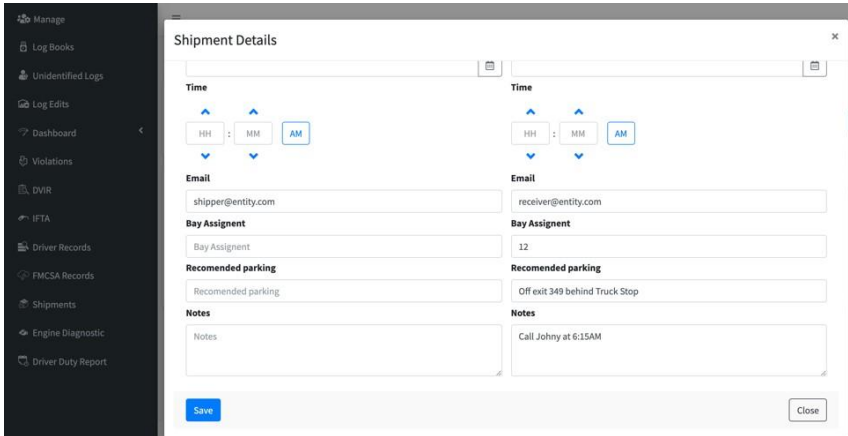 Manage
Log Books
Unidentified Logs
Log Edits
Dashboard
Violations
DVIR
IFTA
Driver Records
FMCSA Records
Shipments
Engine Diagnostic
Driver Duty Report
Shipment Details ×
Time Time
HH : MM AM HH : MM AM
Email Email
shipper@entity.com receiver@entity.com
Bay Assignent Bay Assignent
Bay Assignent 12
Recomended parking Recomended parking
Recomended parking Off exit 349 behind Truck Stop
Notes Notes
Notes Call Johny at 6:15AM
Save Close